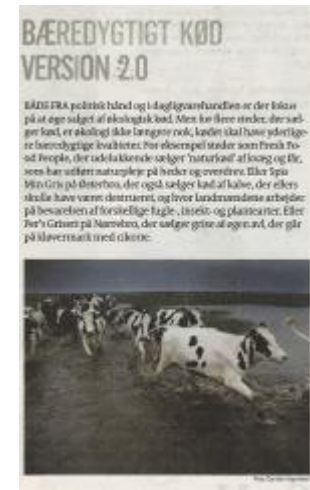 BÆREDYGTIGT KØD
VERSION 2.0
BÅDE FRA politisk hånd og i dagligvarehandlen er der fokus
på at øge salget af økologisk kød. Men for flere steder, der sæl-
ger kød, er økologi ikke længere nok, kødet skal have yderlige-
re bæredygtige kvaliteter. For eksempel steder som Fresh Fo-
od People, der udelukkende sælger 'naturkød' af kvæg og får,
som har udført naturpleje på heder og overdrev. Eller Spis
Min Gris på Østerbro, der også sælger kød af kalve, der ellers
skulle have været destrueret, og hvor landmændene arbejder
på bevarelsen af forskellige fugle-, insekt- og plantearter. Eller
Per's Griseri på Nørrebro, der sælger grise af egen avl, der går
på kløvermark med cikorie.